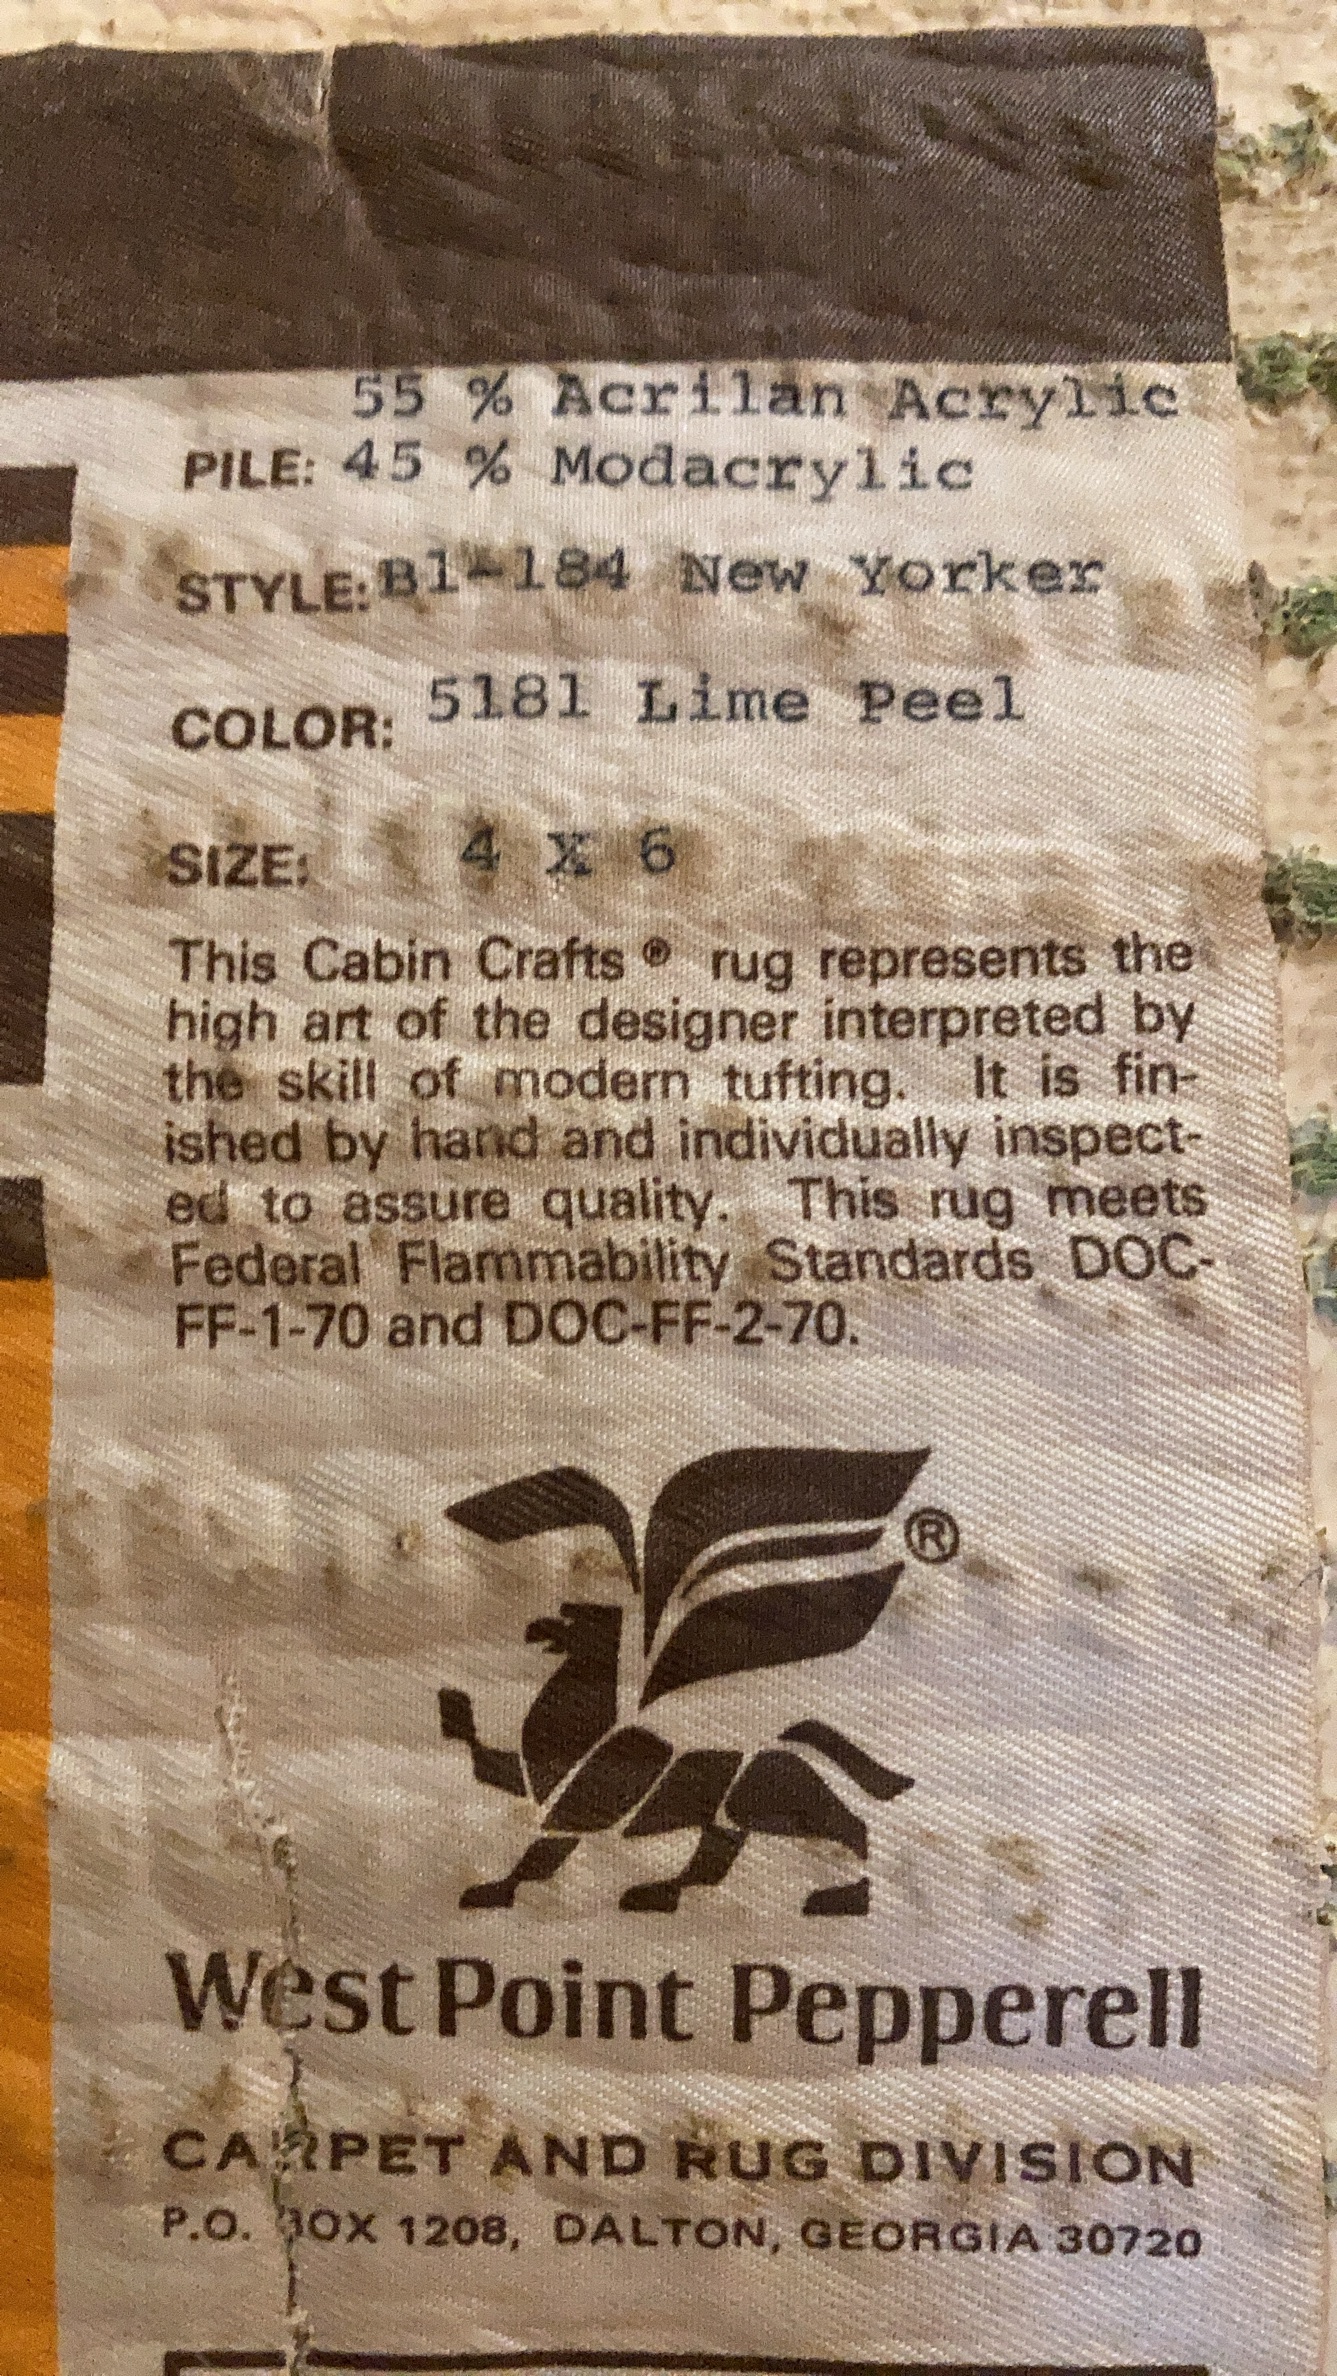 55 % Acrilan Acrylic
PILE: 45 % Modacrylic
STYLE: B1-184 New Yorker
COLOR: 5181 Lime Peel
SIZE: 4 X 6
This Cabin Crafts® rug represents the
high art of the designer interpreted by
the skill of modern tufting. It is fin-
ished by hand and individually inspect-
ed to assure quality. This rug meets
Federal Flammability Standards DOC-
FF-1-70 and DOC-FF-2-70.
®
West Point Pepperell
CARPET AND RUG DIVISION
P.O. BOX 1208, DALTON, GEORGIA 30720